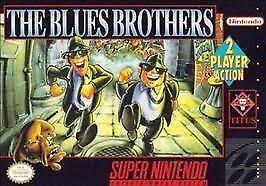 THE BLUES BROTHERS
Nintendo
2
PLAYER
ACTION
TITUS
SUPER NINTENDO
ENTERTAINMENT SYSTEM